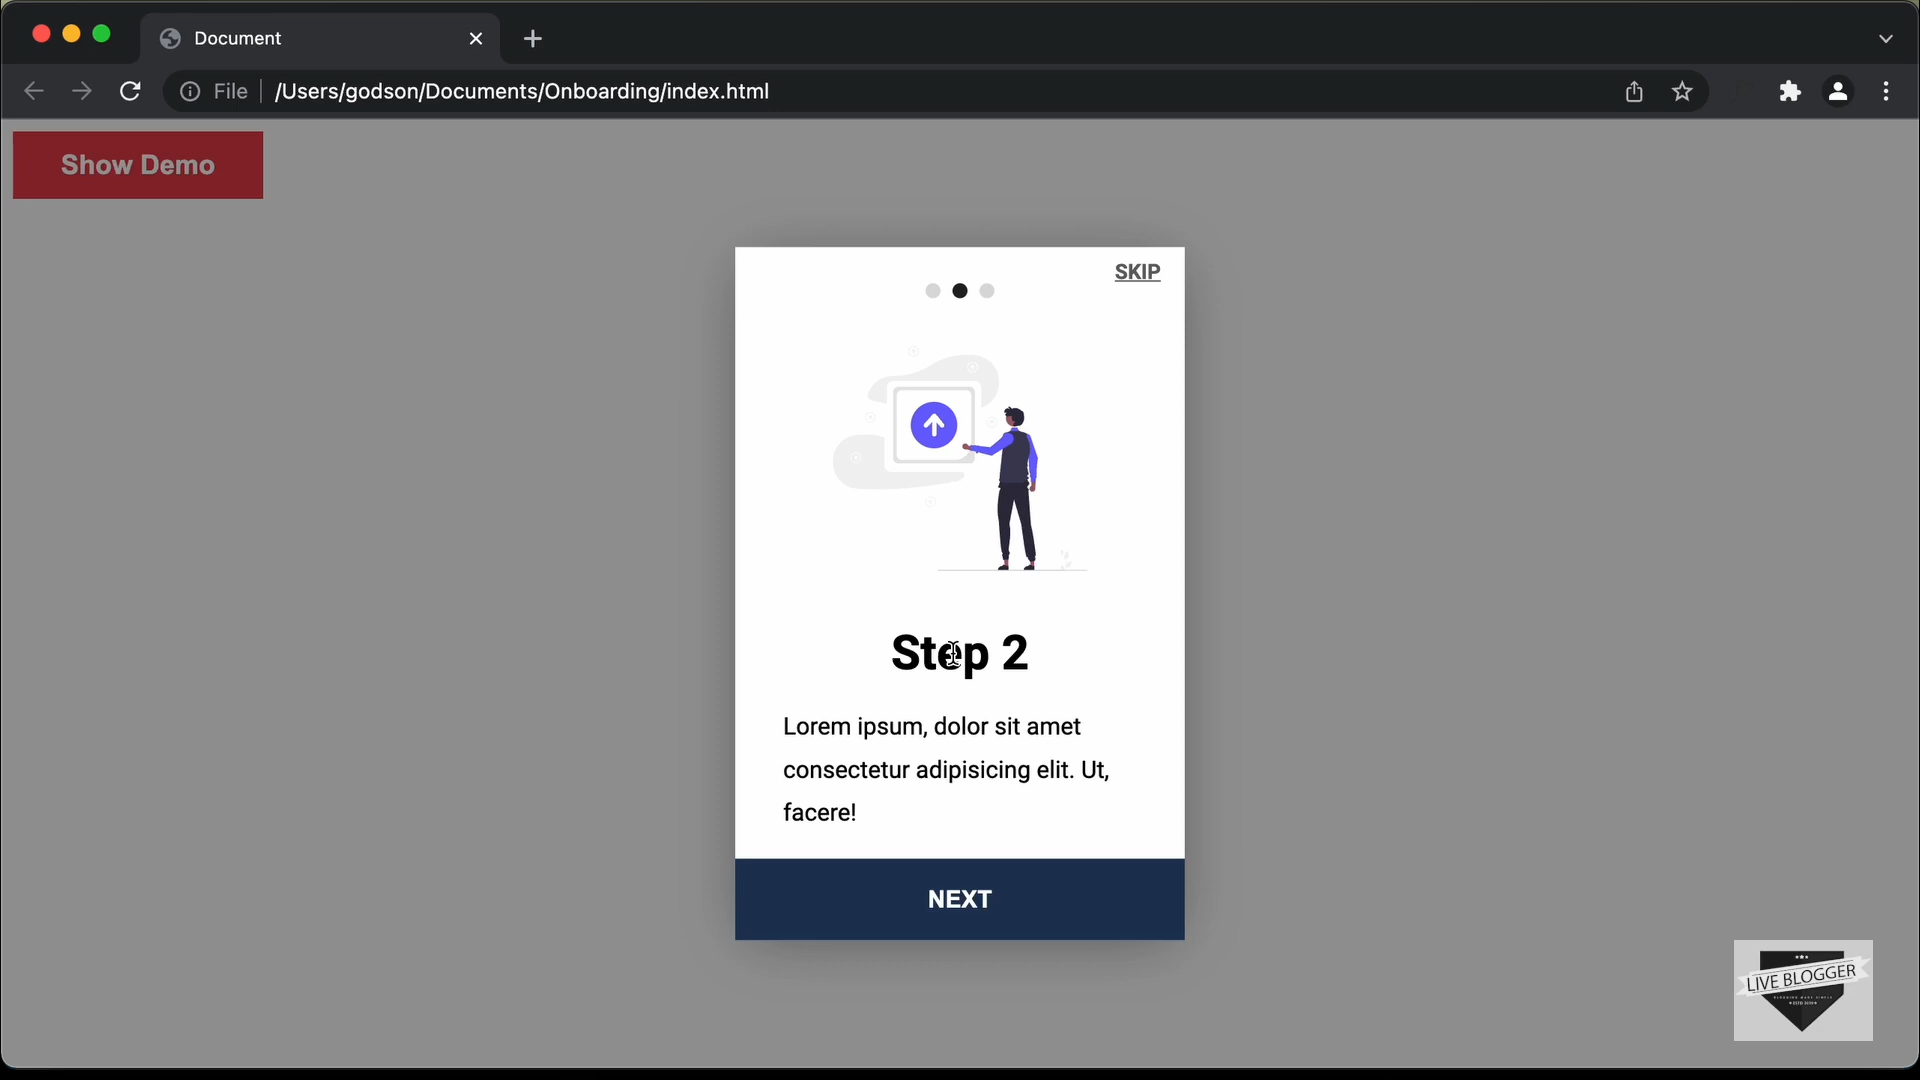 Document
File
/Users/godson/Documents/Onboarding/index.html
Show Demo
SKIP
Step 2
Lorem ipsum, dolor sit amet
consectetur adipisicing elit. Ut,
facere!
NEXT
LIVE BLOGGER